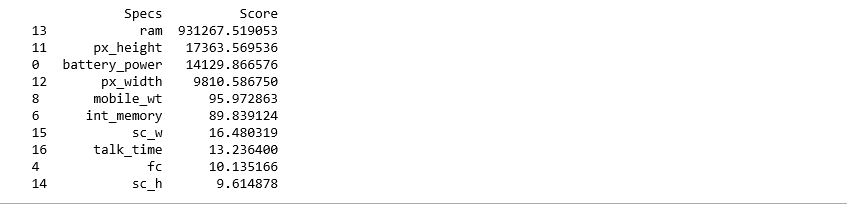 Specs Score
13 ram 931267.519053
11 px_height 17363.569536
0 battery_power 14129.866576
12 px_width 9810.586750
8 mobile_wt 95.972863
6 int_memory 89.839124
15 sc_w 16.480319
16 talk_time 13.236400
4 fc 10.135166
14 sc_h 9.614878